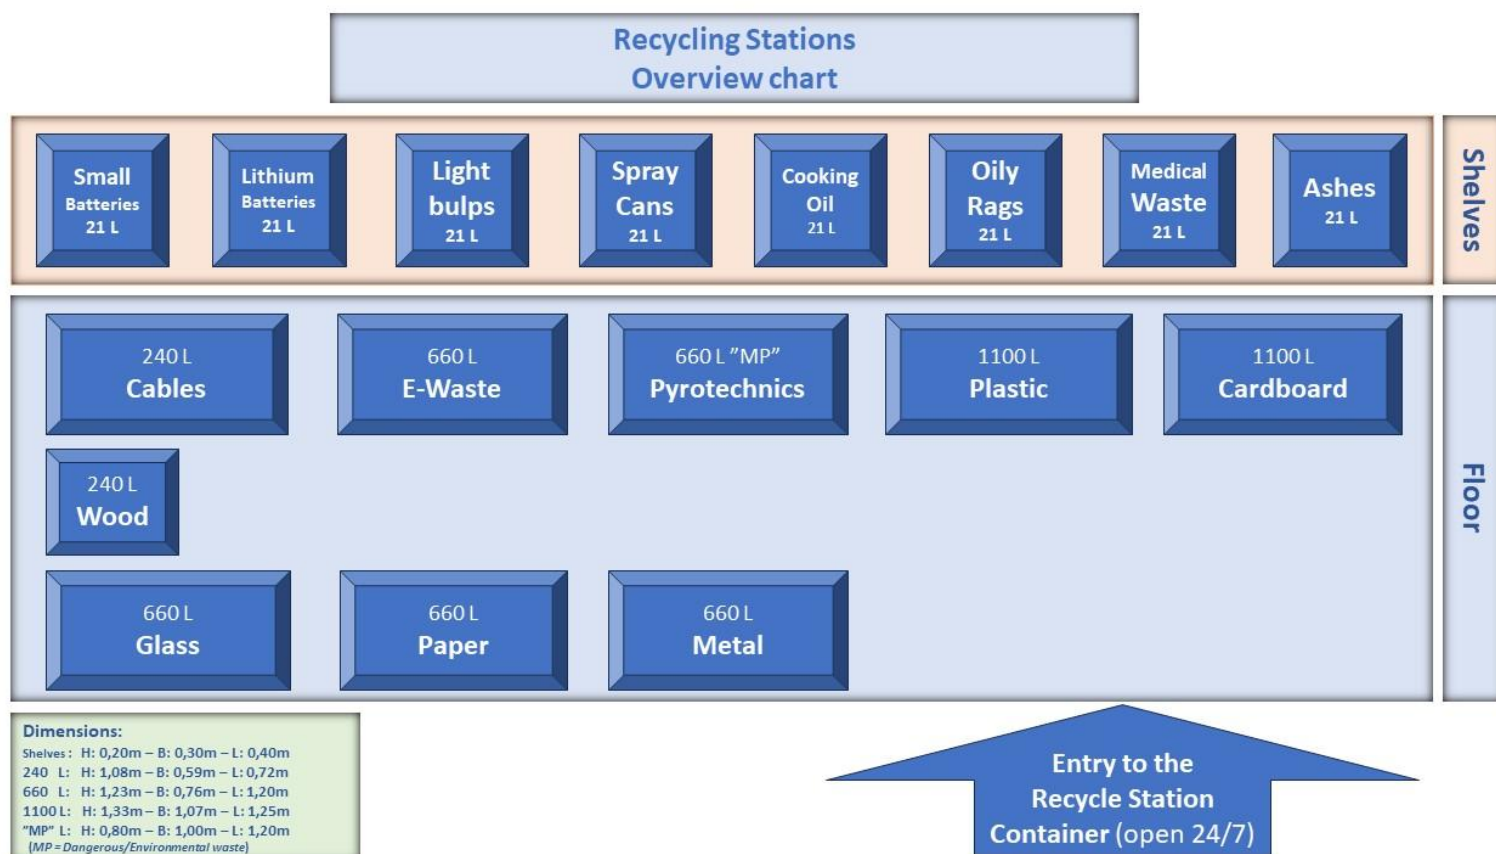 Recycling Stations
Overview chart
Small
Batteries
21 L
Lithium
Batteries
21 L
Light
bulps
21 L
Spray
Cans
21 L
Cooking
Oil
21 L
Oily
Rags
21 L
Medical
Waste
21 L
Ashes
21 L
Shelves
240 L
Cables
660 L
E-Waste
660 L ”MP”
Pyrotechnics
1100 L
Plastic
1100 L
Cardboard
240 L
Wood
Floor
660 L
Glass
660 L
Paper
660 L
Metal
Dimensions:
Shelves : H: 0,20m – B: 0,30m – L: 0,40m
240 L: H: 1,08m – B: 0,59m – L: 0,72m
660 L: H: 1,23m – B: 0,76m – L: 1,20m
1100 L: H: 1,33m – B: 1,07m – L: 1,25m
”MP” L: H: 0,80m – B: 1,00m – L: 1,20m
(MP = Dangerous/Environmental waste)
Entry to the
Recycle Station
Container (open 24/7)